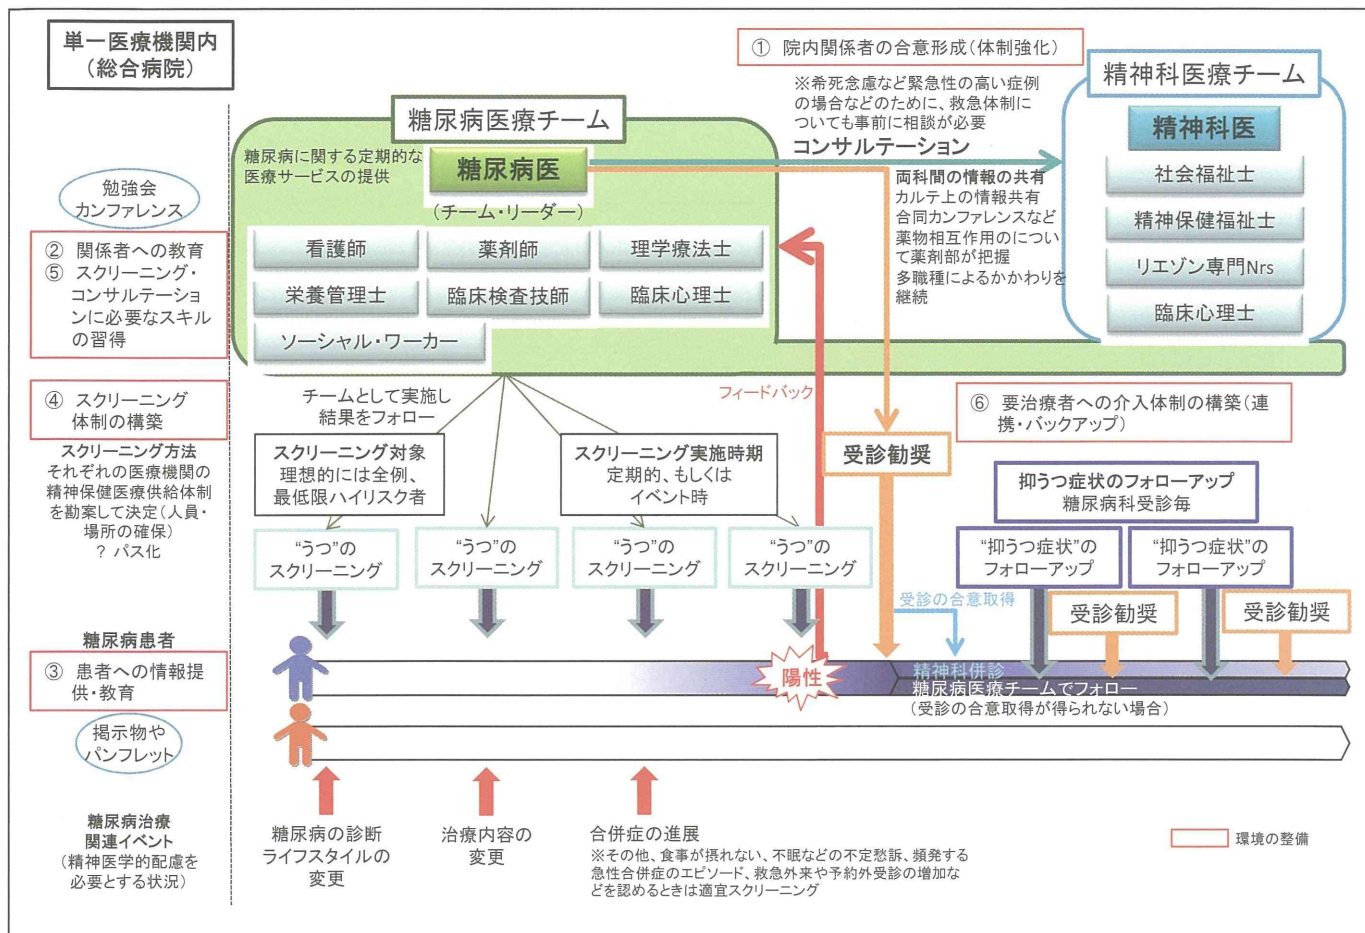 単一医療機関内
(総合病院)
① 院内関係者の合意形成(体制強化)
※希死念慮など緊急性の高い症例
の場合などのために、救急体制に
ついても事前に相談が必要
コンサルテーション
精神科医療チーム
精神科医
社会福祉士
精神保健福祉士
リエゾン専門Nrs
臨床心理士
両科間の情報の共有
カルテ上の情報共有
合同カンファレンスなど
薬物相互作用のについ
て薬剤部が把握
多職種によるかかわりを
継続
糖尿病医療チーム
糖尿病に関する定期的な
医療サービスの提供
糖尿病医
(チーム・リーダー)
看護師
薬剤師
理学療法士
栄養管理士
臨床検査技師
臨床心理士
ソーシャル・ワーカー
勉強会
カンファレンス
② 関係者への教育
⑤ スクリーニング・
コンサルテーショ
ンに必要なスキル
の習得
④ スクリーニング
体制の構築
スクリーニング方法
それぞれの医療機関の
精神保健医療供給体制
を勘案して決定(人員・
場所の確保)
? パス化
チームとして実施し
結果をフォロー
フィードバック
スクリーニング対象
理想的には全例、
最低限ハイリスク者
スクリーニング実施時期
定期的、もしくは
イベント時
“うつ”の
スクリーニング
“うつ”の
スクリーニング
“うつ”の
スクリーニング
“うつ”の
スクリーニング
受診勧奨
⑥ 要治療者への介入体制の構築(連
携・バックアップ)
抑うつ症状のフォローアップ
糖尿病科受診毎
“抑うつ症状”の
フォローアップ
“抑うつ症状”の
フォローアップ
受診の合意取得
受診勧奨
受診勧奨
糖尿病患者
③ 患者への情報提
供・教育
掲示物や
パンフレット
陽性
精神科併診
糖尿病医療チームでフォロー
(受診の合意取得が得られない場合)
糖尿病治療
関連イベント
(精神医学的配慮を
必要とする状況)
糖尿病の診断
ライフスタイルの
変更
治療内容の
変更
合併症の進展
※その他、食事が摂れない、不眠などの不定愁訴、頻発する
急性合併症のエピソード、救急外来や予約外受診の増加な
どを認めるときは適宜スクリーニング
環境の整備